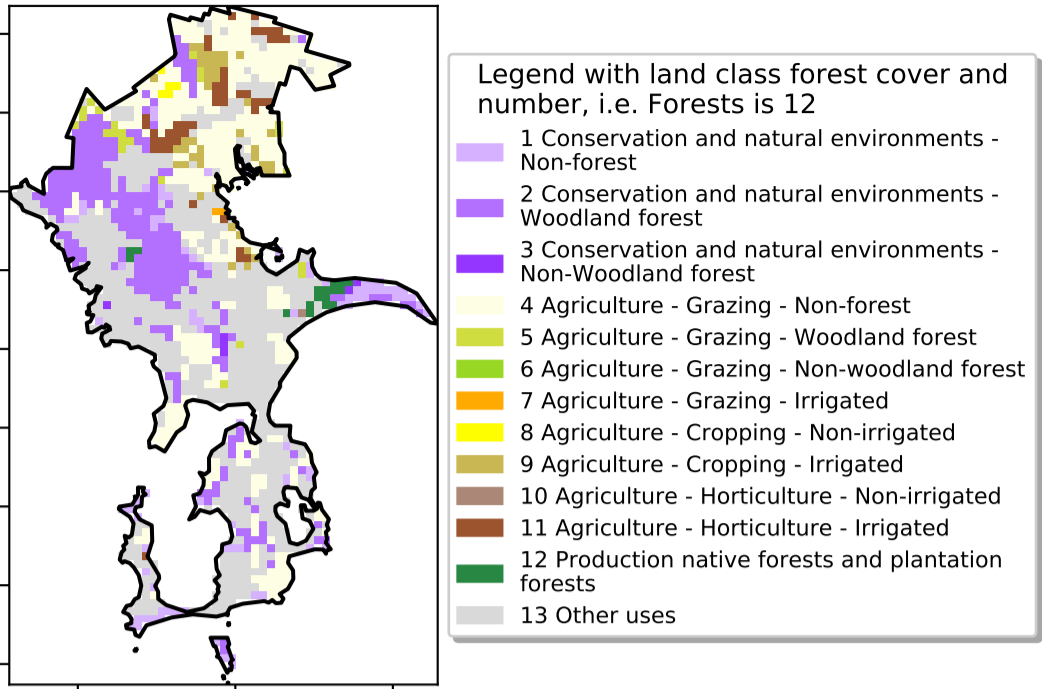 Legend with land class forest cover and
number, i.e. Forests is 12
1 Conservation and natural environments -
Non-forest
2 Conservation and natural environments -
Woodland forest
3 Conservation and natural environments -
Non-Woodland forest
4 Agriculture - Grazing - Non-forest
5 Agriculture - Grazing - Woodland forest
6 Agriculture - Grazing - Non-woodland forest
7 Agriculture - Grazing - Irrigated
8 Agriculture - Cropping - Non-irrigated
9 Agriculture - Cropping - Irrigated
10 Agriculture - Horticulture - Non-irrigated
11 Agriculture - Horticulture - Irrigated
12 Production native forests and plantation
forests
13 Other uses